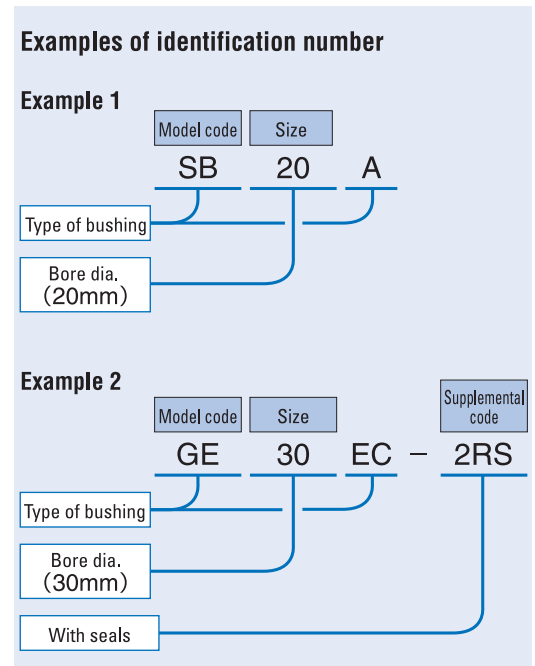 Examples of identification number
Example 1
Model code Size
SB 20 A
Type of bushing
Bore dia.
(20mm)
Example 2
Model code Size Supplemental
code
GE 30 EC – 2RS
Type of bushing
Bore dia.
(30mm)
With seals